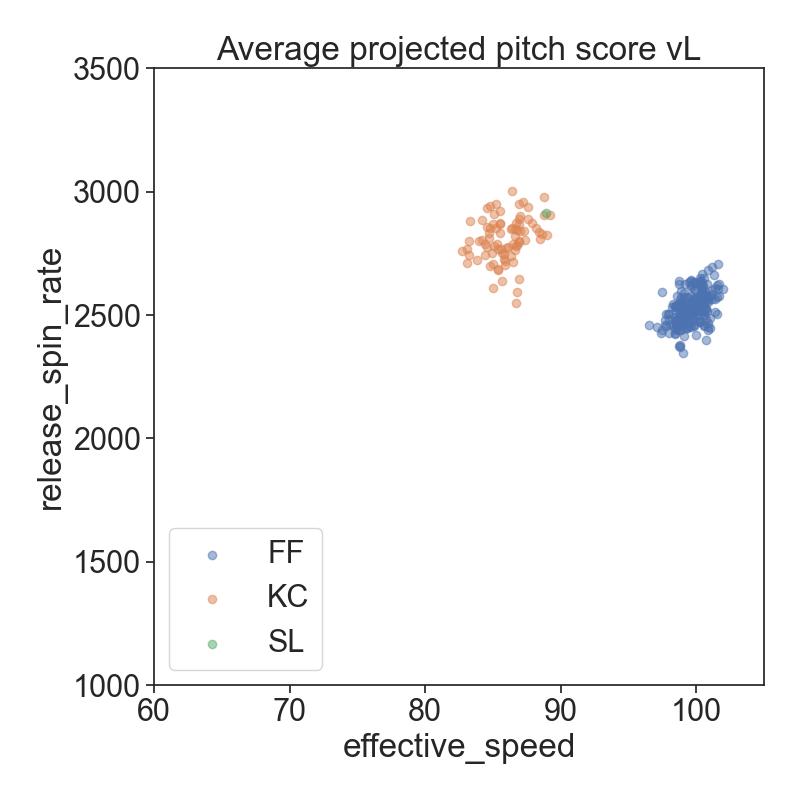 Average projected pitch score vL
3500
3000
2500
2000
1500
1000
release_spin_rate
FF
KC
SL
60
70
80
90
100
effective_speed